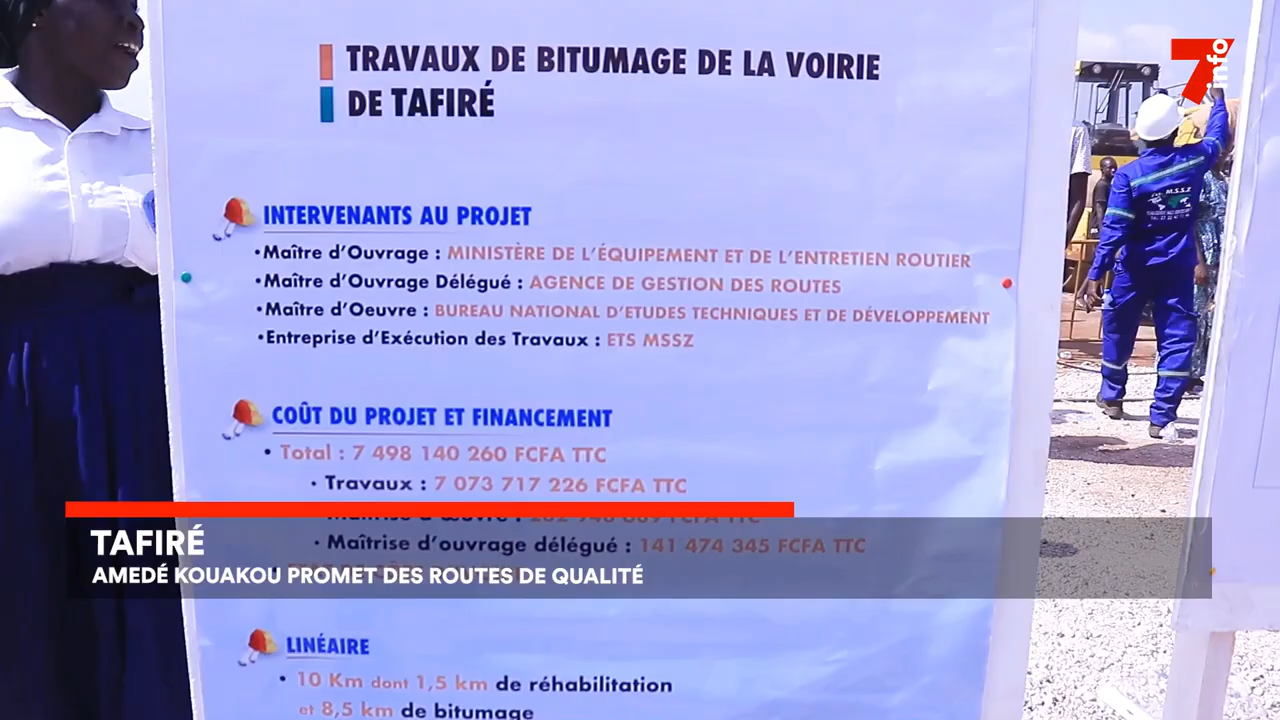 TRAVAUX DE BITUMAGE DE LA VOIRIE
DE TAFIRÉ
7info
INTERVENANTS AU PROJET
•Maître d'Ouvrage : MINISTÈRE DE L'ÉQUIPEMENT ET DE L'ENTRETIEN ROUTIER
•Maître d'Ouvrage Délégué : AGENCE DE GESTION DES ROUTES
•Maître d'Oeuvre : BUREAU NATIONAL D'ETUDES TECHNIQUES ET DE DÉVELOPPEMENT
•Entreprise d'Exécution des Travaux : ETS MSSZ
M.S.S.Z
COÛT DU PROJET ET FINANCEMENT
• Total : 7 498 140 260 FCFA TTC
• Travaux : 7 073 717 226 FCFA TTC
FCFA TTC
TAFIRÉ
• Maîtrise d'ouvrage délégué : 141 474 345 FCFA TTC
AMEDÉ KOUAKOU PROMET DES ROUTES DE QUALITÉ
LINÉAIRE
• 10 Km dont 1,5 km de réhabilitation
et 8,5 km de bitumage